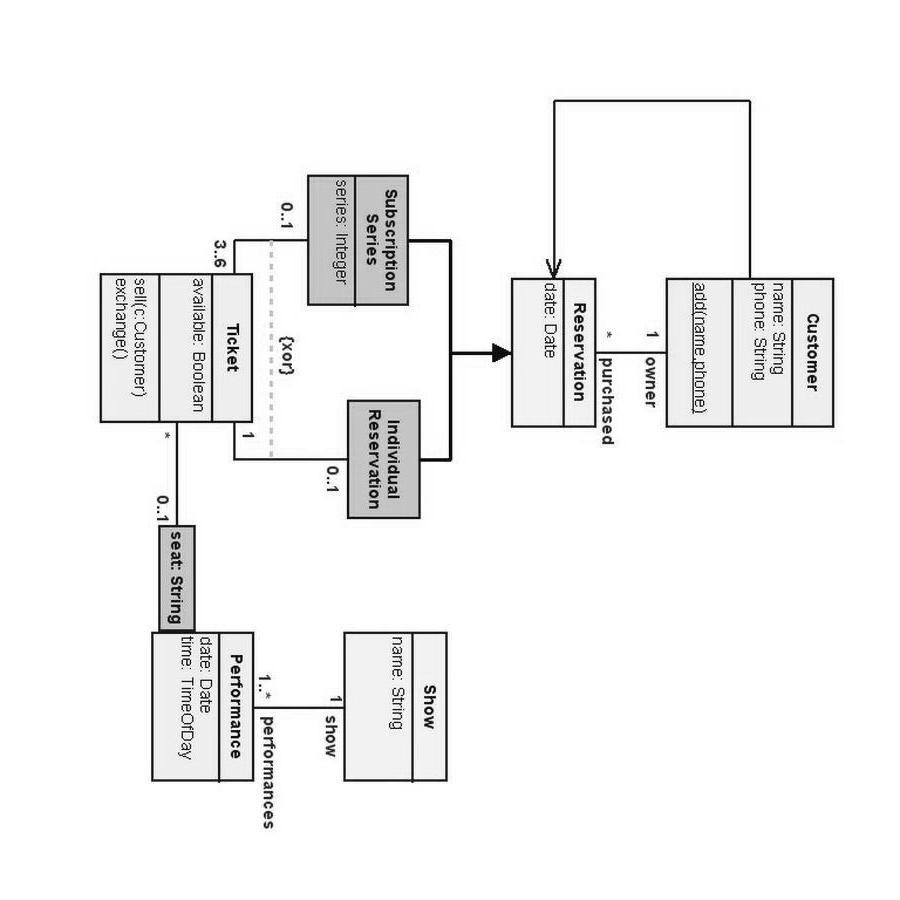 Customer
name: String
phone: String
add(name,phone)
1
owner
*
purchased
Reservation
date: Date
Subscription
Series
series: Integer
Individual
Reservation
0..1
0..1
{xor}
3..6
1
Ticket
available: Boolean
sell(c:Customer)
exchange()
*
0..1
seat: String
Show
name: String
1
show
1..*
performances
Performance
date: Date
time: TimeOfDay